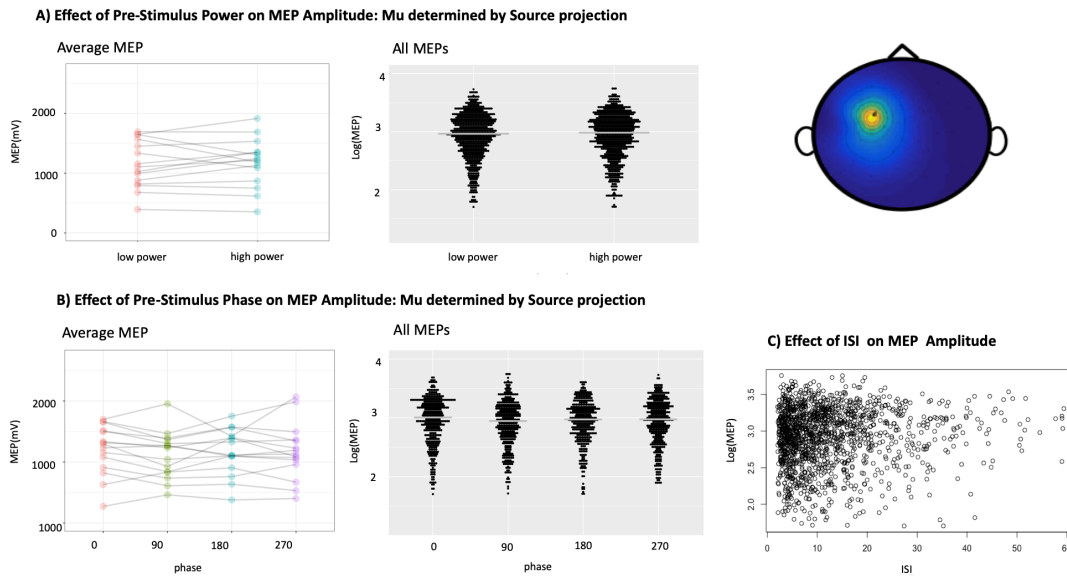 A) Effect of Pre-Stimulus Power on MEP Amplitude: Mu determined by Source projection
Average MEP
All MEPs
MEP(mV)
2000
1000
0
low power
high power
Log(MEP)
4
3
2
low power
high power
B) Effect of Pre-Stimulus Phase on MEP Amplitude: Mu determined by Source projection
Average MEP
All MEPs
MEP(mV)
2000
1000
1000
0
90
180
270
phase
Log(MEP)
4
3
2
0
90
180
270
phase
C) Effect of ISI on MEP Amplitude
Log(MEP)
3.5
3.0
2.5
2.0
0
10
20
30
40
50
6
ISI